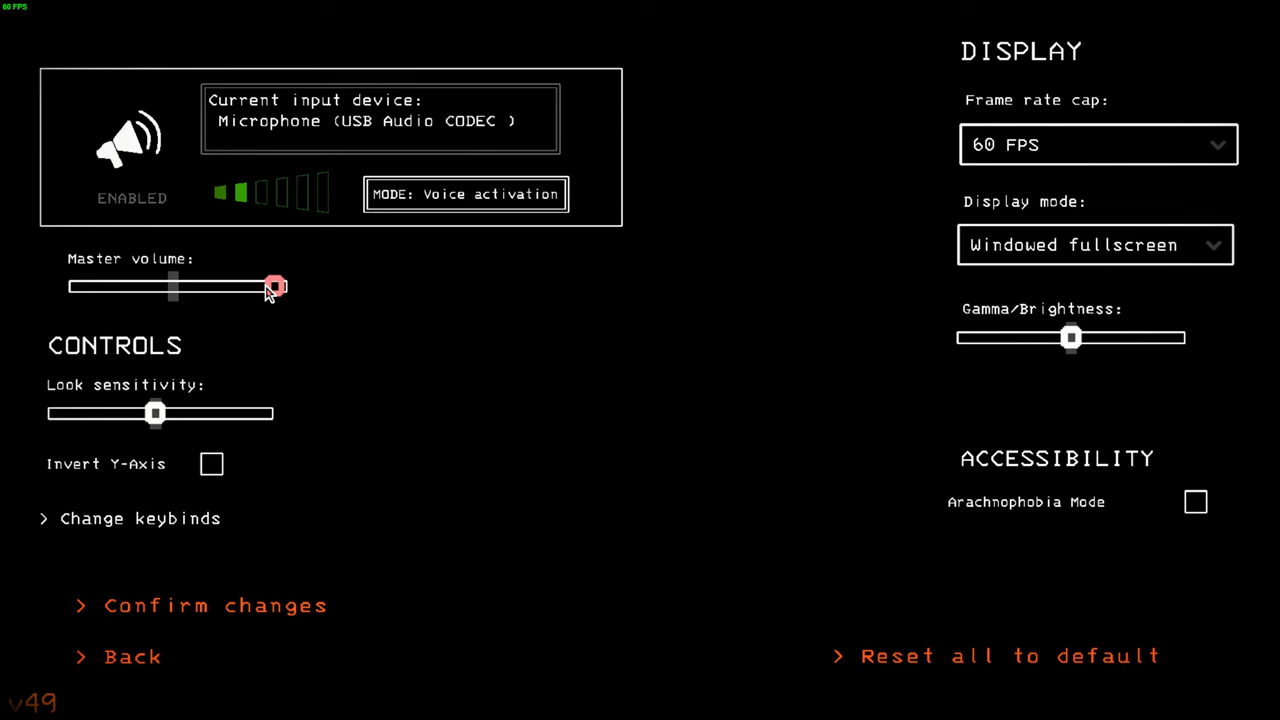 60 FPS
Current input device:
Microphone (USB Audio CODEC )
ENABLED
MODE: Voice activation
Master volume:
CONTROLS
Look sensitivity:
Invert Y-Axis
> Change keybinds
> Confirm changes
> Back
v49
DISPLAY
Frame rate cap:
60 FPS
Display mode:
Windowed fullscreen
Gamma/Brightness:
ACCESSIBILITY
Arachnophobia Mode
> Reset all to default